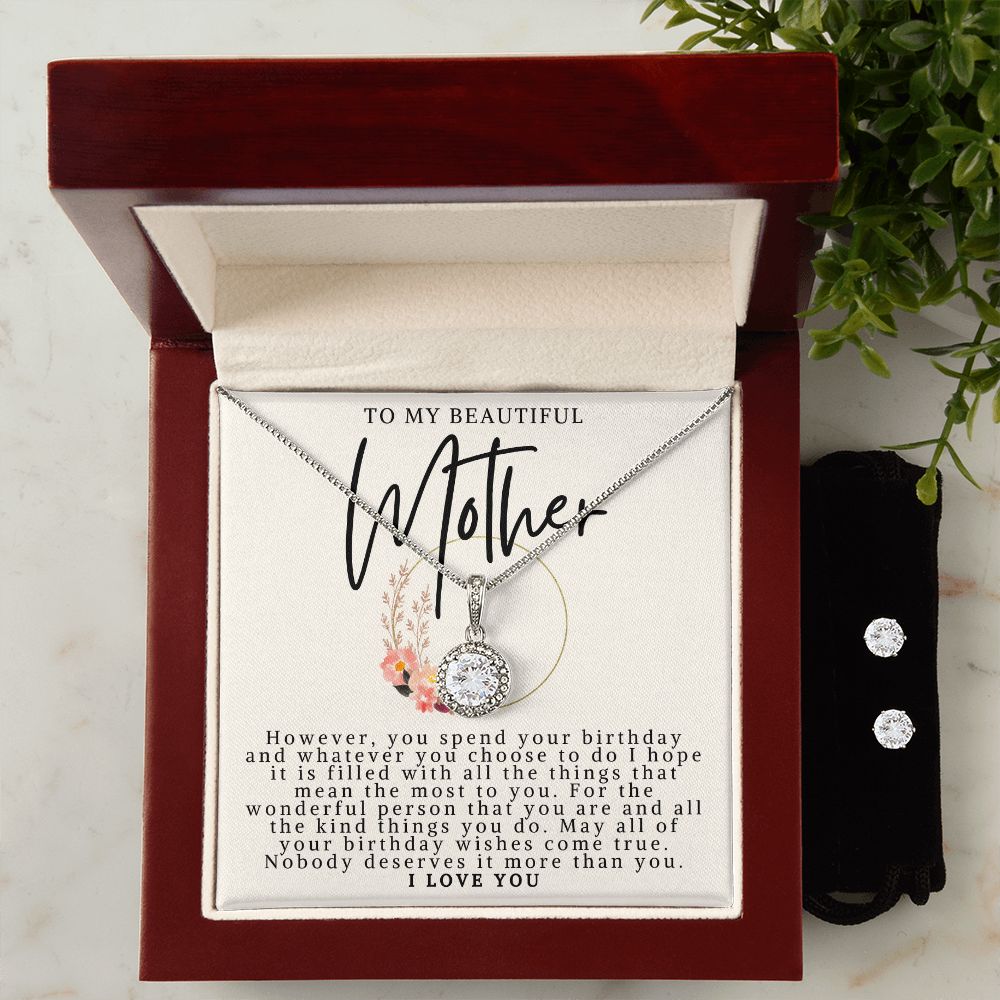 TO MY BEAUTIFUL
Mother
However, you spend your birthday
and whatever you choose to do I hope
it is filled with all the things that
mean the most to you. For the
wonderful person that you are and all
the kind things you do. May all of
your birthday wishes come true.
Nobody deserves it more than you.
I LOVE YOU